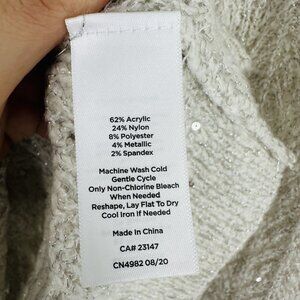 62% Acrylic
24% Nylon
8% Polyester
4% Metallic
2% Spandex
Machine Wash Cold
Gentle Cycle
Only Non-Chlorine Bleach
When Needed
Reshape, Lay Flat To Dry
Cool Iron If Needed
Made In China
CA# 23147
CN4982 08/20